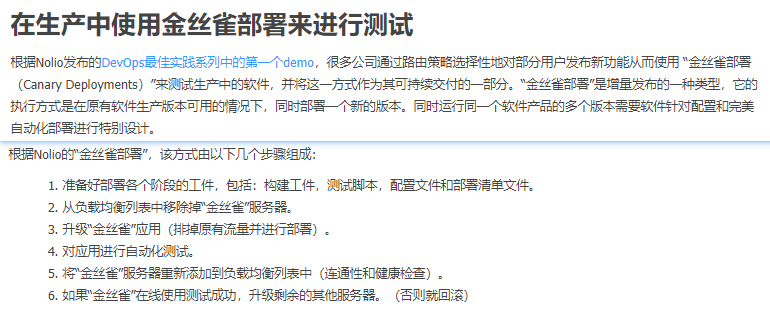 在生产中使用金丝雀部署来进行测试
根据Nolio发布的DevOps最佳实践系列中的第一个demo，很多公司通过路由策略选择性地对部分用户发布新功能从而使用 “金丝雀部署
（Canary Deployments）”来测试生产中的软件，并将这一方式作为其可持续交付的一部分。“金丝雀部署”是增量发布的一种类型，它的
执行方式是在原有软件生产版本可用的情况下，同时部署一个新的版本。同时运行同一个软件产品的多个版本需要软件针对配置和完美
自动化部署进行特别设计。
根据Nolio的“金丝雀部署”，该方式由以下几个步骤组成：
1. 准备好部署各个阶段的工件，包括：构建工件，测试脚本，配置文件和部署清单文件。
2. 从负载均衡列表中移除掉“金丝雀”服务器。
3. 升级“金丝雀”应用（排掉原有流量并进行部署）。
4. 对应用进行自动化测试。
5. 将“金丝雀”服务器重新添加到负载均衡列表中（连通性和健康检查）。
6. 如果“金丝雀”在线使用测试成功，升级剩余的其他服务器。（否则就回滚）